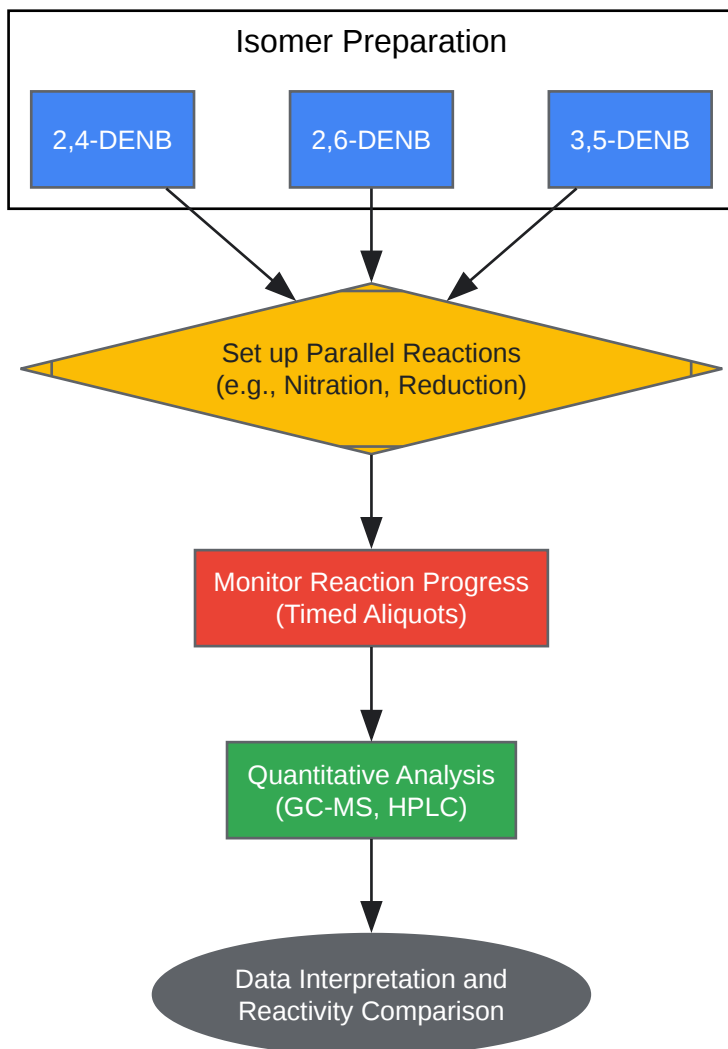 Isomer Preparation
2,4-DENB
2,6-DENB
3,5-DENB
Set up Parallel Reactions
(e.g., Nitration, Reduction)
Monitor Reaction Progress
(Timed Aliquots)
Quantitative Analysis
(GC-MS, HPLC)
Data Interpretation and
Reactivity Comparison